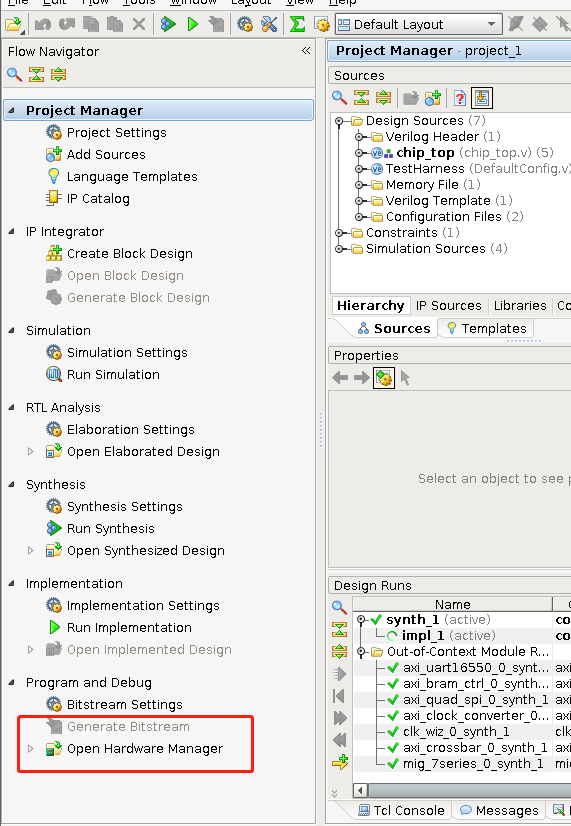 File Edit Flow Tools Window Layout View Help
Default Layout
Flow Navigator
Project Manager
Project Settings
Add Sources
Language Templates
IP Catalog
IP Integrator
Create Block Design
Open Block Design
Generate Block Design
Simulation
Simulation Settings
Run Simulation
RTL Analysis
Elaboration Settings
Open Elaborated Design
Synthesis
Synthesis Settings
Run Synthesis
Open Synthesized Design
Implementation
Implementation Settings
Run Implementation
Open Implemented Design
Program and Debug
Bitstream Settings
Generate Bitstream
Open Hardware Manager
Project Manager - project_1
Sources
Design Sources (7)
Verilog Header (1)
chip_top (chip_top.v) (5)
TestHarness (DefaultConfig.v)
Memory File (1)
Verilog Template (1)
Configuration Files (2)
Constraints (1)
Simulation Sources (4)
Hierarchy IP Sources Libraries Co
Sources Templates
Properties
Select an object to see p
Design Runs
Name
synth_1 (active) co
impl_1 (active) co
Out-of-Context Module R...
axi_uart16550_0_synt... axi
axi_bram_ctrl_0_synth... axi
axi_quad_spi_0_synth... axi
axi_clock_converter_0... axi
clk_wiz_0_synth_1 clk
axi_crossbar_0_synth_1 axi
mig_7series_0_synth_1 mi
Tcl Console Messages